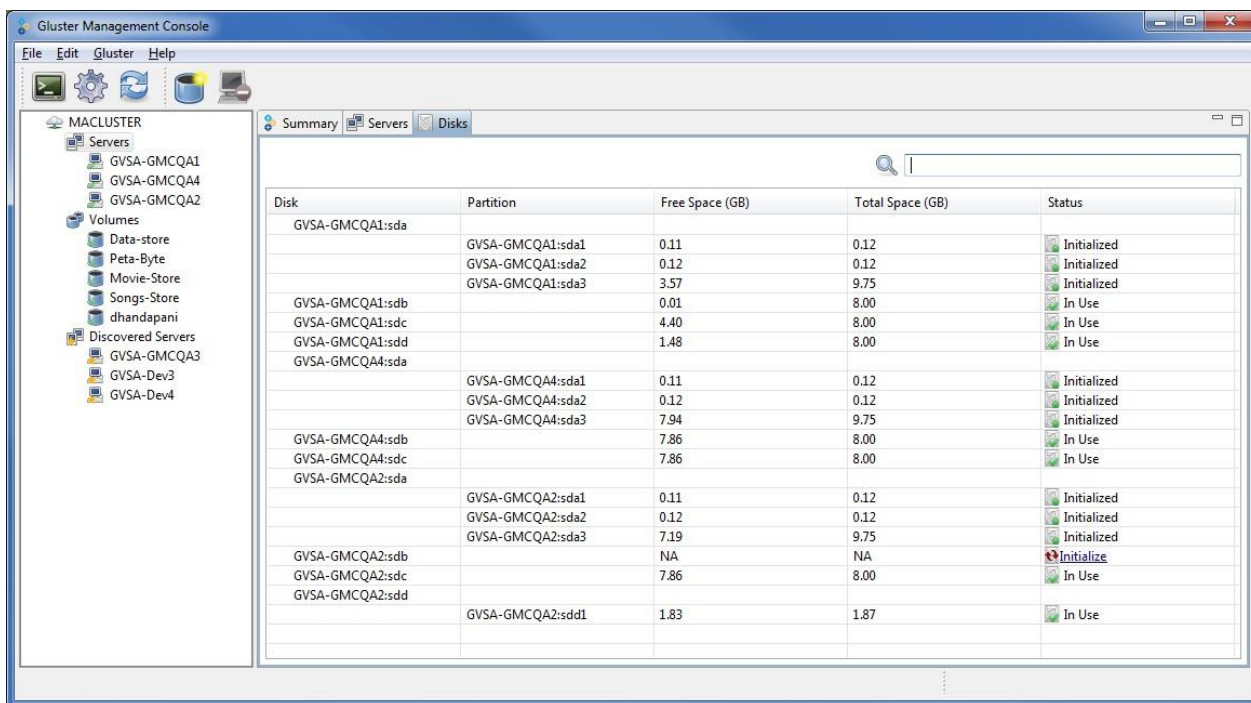 Gluster Management Console
File Edit Gluster Help
MACLUSTER
Servers
GVSA-GMCQA1
GVSA-GMCQA4
GVSA-GMCQA2
Volumes
Data-store
Peta-Byte
Movie-Store
Songs-Store
dhandapani
Discovered Servers
GVSA-GMCQA3
GVSA-Dev3
GVSA-Dev4
Summary Servers Disks
Disk Partition Free Space (GB) Total Space (GB) Status
GVSA-GMCQA1:sda
GVSA-GMCQA1:sda1 0.11 0.12 Initialized
GVSA-GMCQA1:sda2 0.12 0.12 Initialized
GVSA-GMCQA1:sda3 3.57 9.75 Initialized
GVSA-GMCQA1:sdb 0.01 8.00 In Use
GVSA-GMCQA1:sdc 4.40 8.00 In Use
GVSA-GMCQA1:sdd 1.48 8.00 In Use
GVSA-GMCQA4:sda
GVSA-GMCQA4:sda1 0.11 0.12 Initialized
GVSA-GMCQA4:sda2 0.12 0.12 Initialized
GVSA-GMCQA4:sda3 7.94 9.75 Initialized
GVSA-GMCQA4:sdb 7.86 8.00 In Use
GVSA-GMCQA4:sdc 7.86 8.00 In Use
GVSA-GMCQA2:sda
GVSA-GMCQA2:sda1 0.11 0.12 Initialized
GVSA-GMCQA2:sda2 0.12 0.12 Initialized
GVSA-GMCQA2:sda3 7.19 9.75 Initialized
GVSA-GMCQA2:sdb NA NA Initialize
GVSA-GMCQA2:sdc 7.86 8.00 In Use
GVSA-GMCQA2:sdd
GVSA-GMCQA2:sdd1 1.83 1.87 In Use